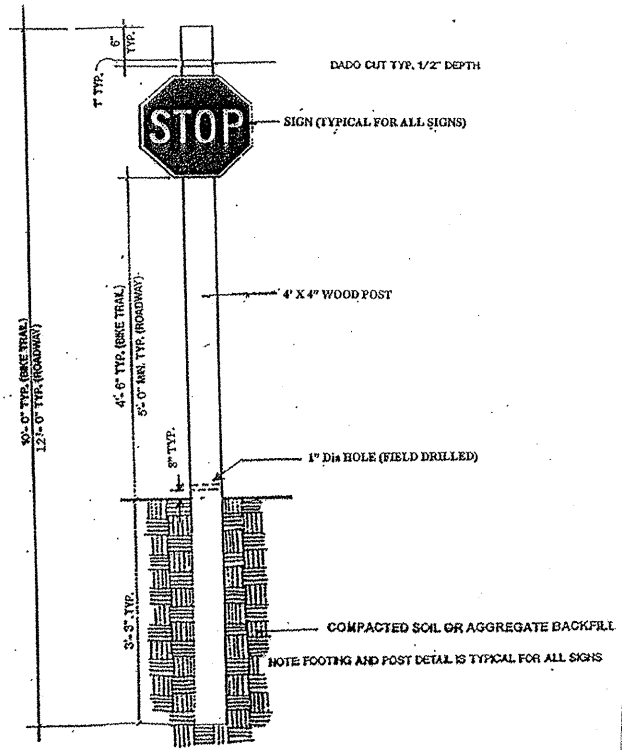 6" TYP.
DADO CUT TYP. 1/2" DEPTH
1" TYP.
STOP
SIGN (TYPICAL FOR ALL SIGNS)
10'- 0" TYP. (BIKE TRAIL)
12'- 0" TYP. (ROADWAY)
4'- 6" TYP. (BIKE TRAIL)
5'- 0" MIN. TYP. (ROADWAY)
4' X 4" WOOD POST
8" TYP.
1" Dia HOLE (FIELD DRILLED)
3'- 3" TYP.
COMPACTED SOIL OR AGGREGATE BACKFILL
NOTE FOOTING AND POST DETAIL IS TYPICAL FOR ALL SIGNS